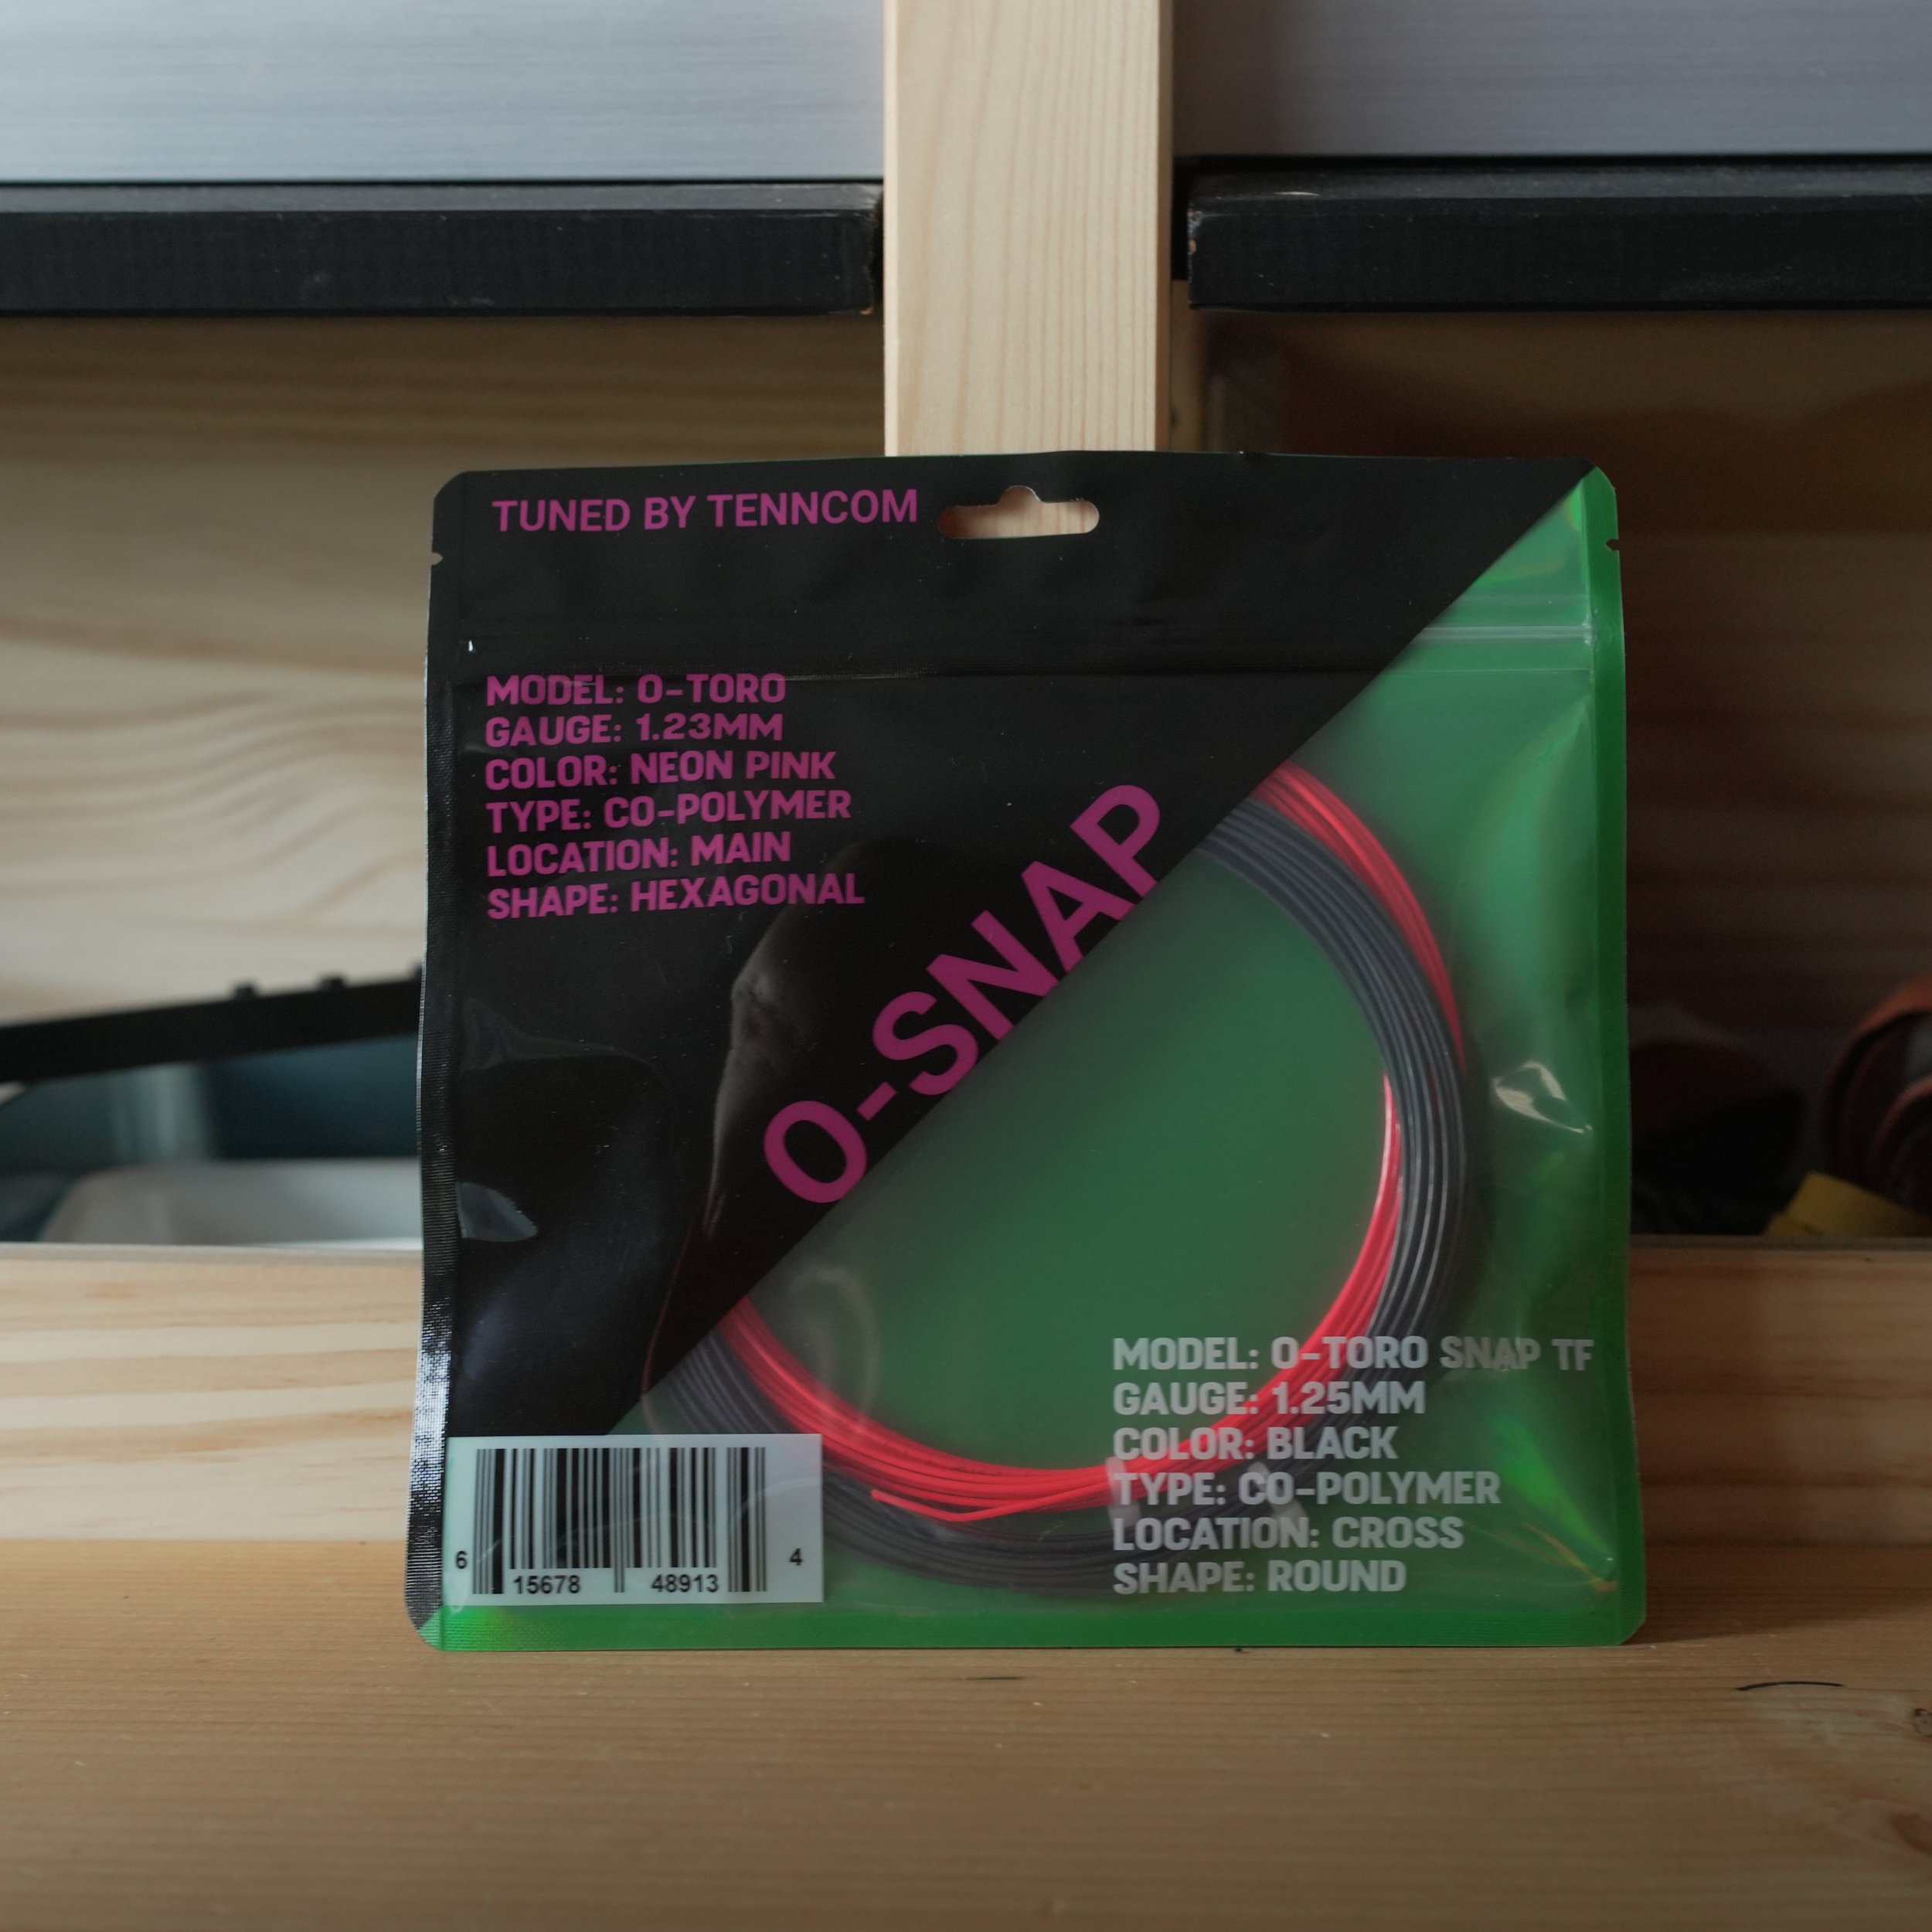 TUNED BY TENNCOM
MODEL: O-TORO
GAUGE: 1.23MM
COLOR: NEON PINK
TYPE: CO-POLYMER
LOCATION: MAIN
SHAPE: HEXAGONAL
O-SNAP
MODEL: O-TORO SNAP TF
GAUGE: 1.25MM
COLOR: BLACK
TYPE: CO-POLYMER
LOCATION: CROSS
SHAPE: ROUND
6 15678 48913 4